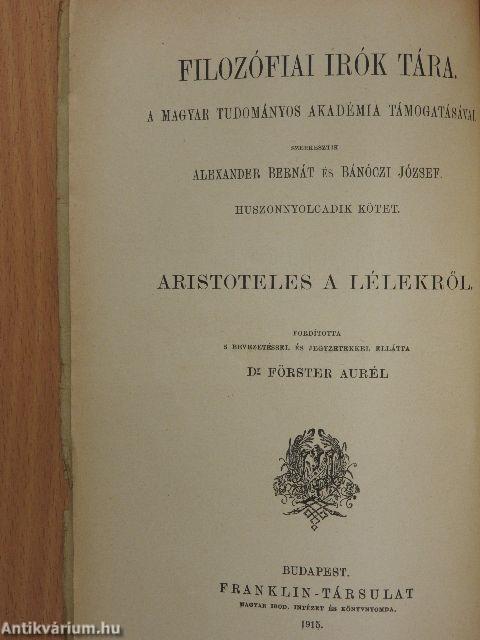 FILOZÓFIAI IRÓK TÁRA.
A MAGYAR TUDOMÁNYOS AKADÉMIA TÁMOGATÁSÁVAL
SZERKESZTIK
ALEXANDER BERNÁT ÉS BÁNÓCZI JÓZSEF.
HUSZONNYOLCADIK KÖTET.
ARISTOTELES A LÉLEKRŐL.
FORDÍTOTTA
S BEVEZETÉSSEL ÉS JEGYZETEKKEL ELLÁTTA
DR FÖRSTER AURÉL
BUDAPEST.
FRANKLIN-TÁRSULAT
MAGYAR IROD. INTÉZET ÉS KÖNYVNYOMDA.
1915.
Antikvárium.hu